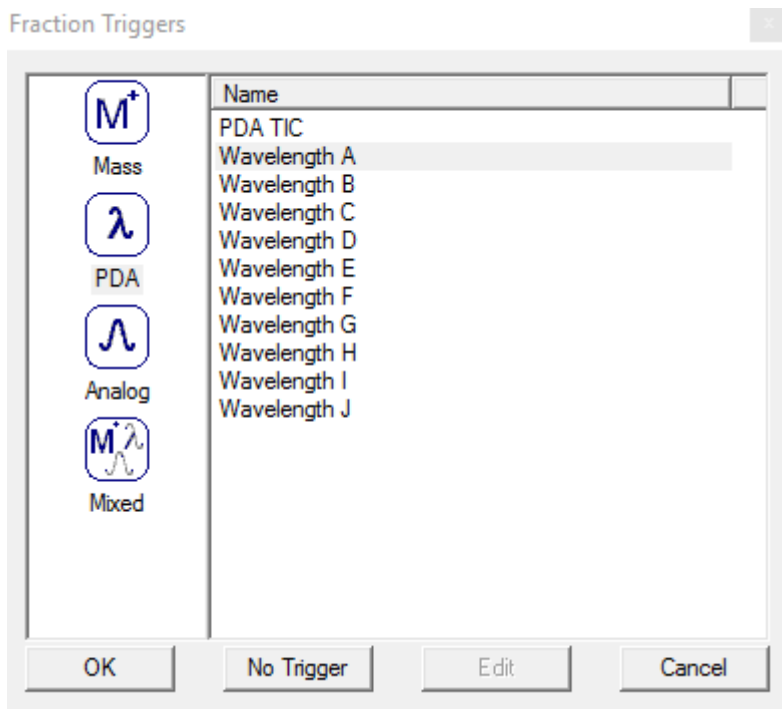 Fraction Triggers
x
M+
Mass
λ
PDA
Analog
M+ λ
Mixed
Name
PDA TIC
Wavelength A
Wavelength B
Wavelength C
Wavelength D
Wavelength E
Wavelength F
Wavelength G
Wavelength H
Wavelength I
Wavelength J
OK
No Trigger
Edit
Cancel